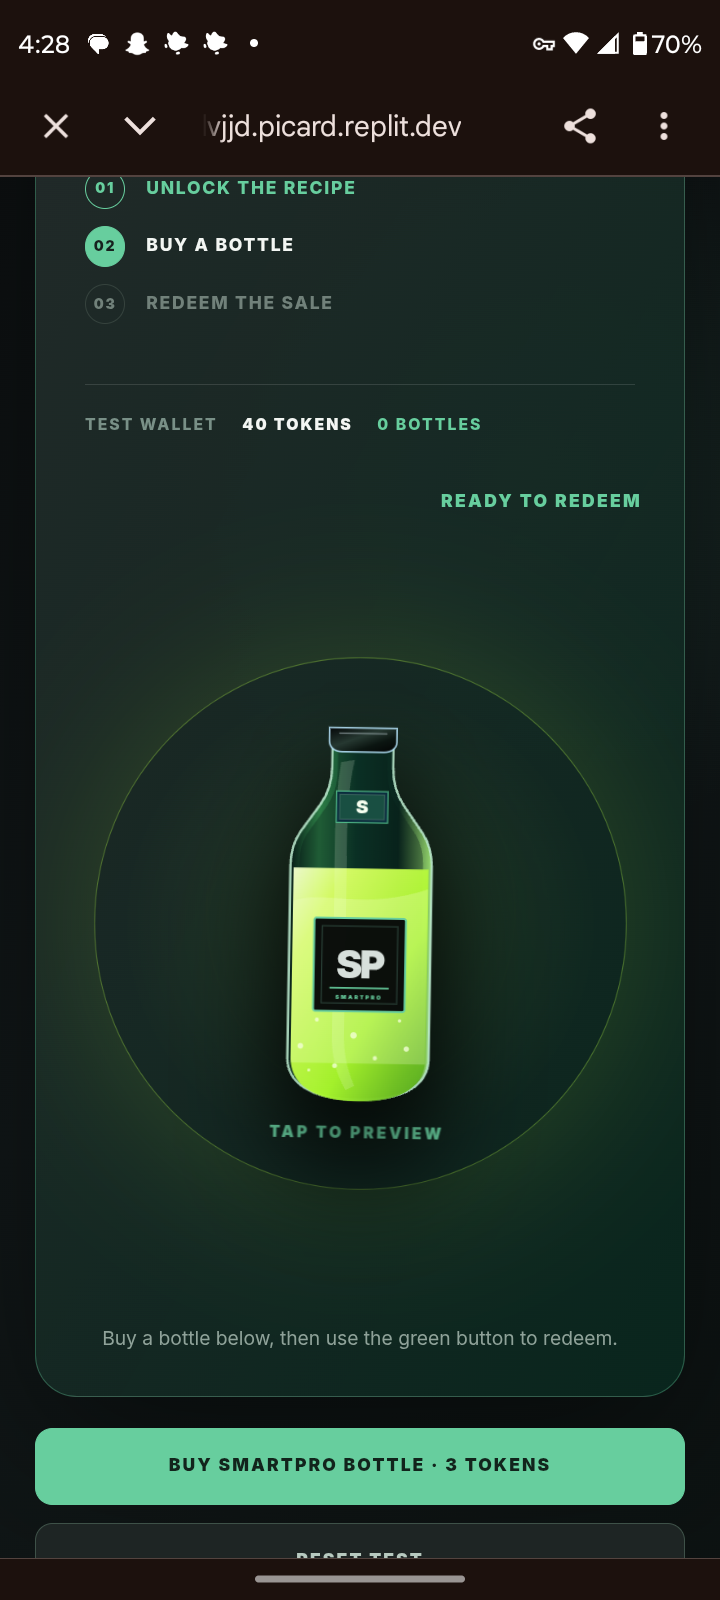 4:28
70%
vjjd.picard.replit.dev
01 UNLOCK THE RECIPE
02 BUY A BOTTLE
03 REDEEM THE SALE
TEST WALLET 40 TOKENS 0 BOTTLES
READY TO REDEEM
S
SP
SMARTPRO
TAP TO PREVIEW
Buy a bottle below, then use the green button to redeem.
BUY SMARTPRO BOTTLE · 3 TOKENS
RESET TEST